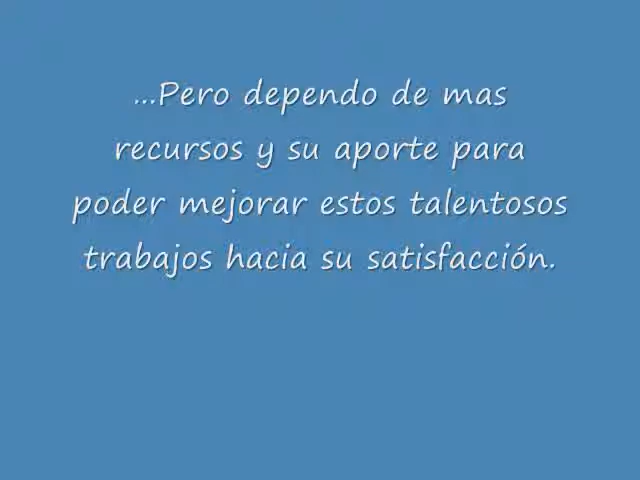 ...Pero dependo de mas
recursos y su aporte para
poder mejorar estos talentosos
trabajos hacia su satisfacción.